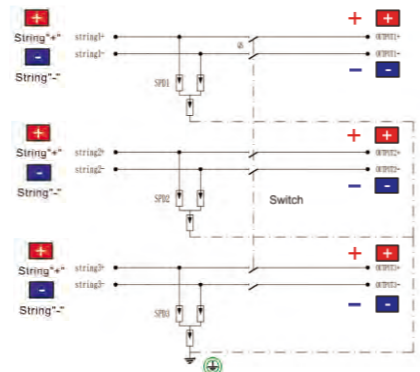 + + +
String"+" string1+ OUTPUT1+
- string1- OUTPUT1-
String"-" - -
SPD1
+ + +
String"+" string2+ OUTPUT2+
- string2- OUTPUT2-
String"-" - -
SPD2 Switch
+ + +
String"+" string3+ OUTPUT3+
- string3- OUTPUT3-
String"-" - -
SPD3